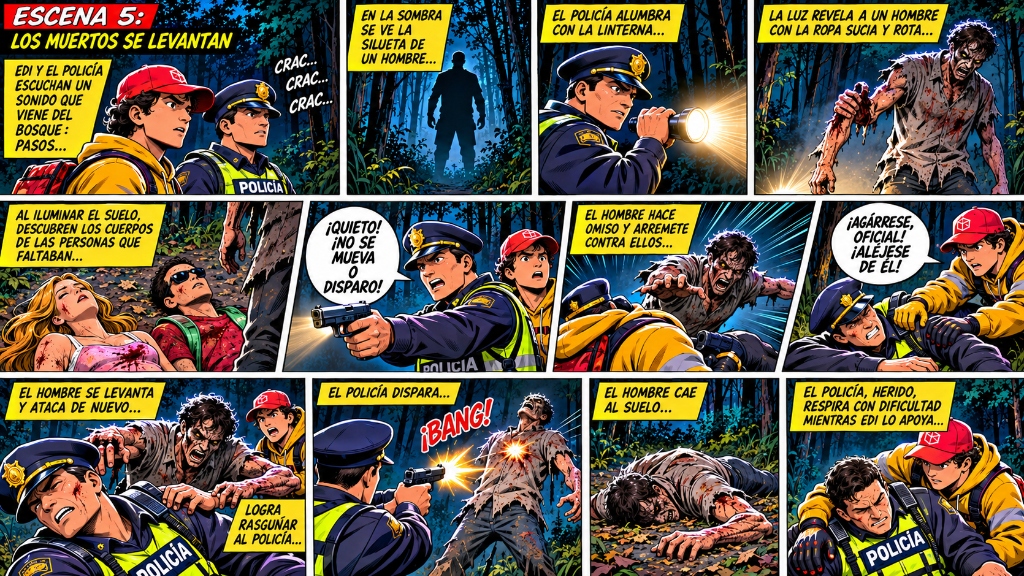 ESCENA 5:
LOS MUERTOS SE LEVANTAN
EDI Y EL POLICÍA
ESCUCHAN UN
SONIDO QUE
VIENE DEL
BOSQUE:
PASOS...
CRAC...
CRAC...
CRAC...
POLICÍA
EN LA SOMBRA
SE VE LA
SILUETA DE
UN HOMBRE...
EL POLICÍA ALUMBRA
CON LA LINTERNA...
LA LUZ REVELA A UN HOMBRE
CON LA ROPA SUCIA Y ROTA...
AL ILUMINAR EL SUELO,
DESCUBREN LOS CUERPOS
DE LAS PERSONAS QUE
FALTABAN...
¡QUIETO!
¡NO SE
MUEVA O
DISPARO!
POLICÍA
EL HOMBRE HACE
OMISO Y ARREMETE
CONTRA ELLOS...
¡AGÁRRESE,
OFICIAL!
¡ALÉJESE
DE ÉL!
EL HOMBRE SE LEVANTA
Y ATACA DE NUEVO...
LOGRA
RASGUÑAR
AL POLICÍA...
POLICÍA
EL POLICÍA DISPARA...
¡BANG!
EL HOMBRE CAE
AL SUELO...
EL POLICÍA, HERIDO,
RESPIRA CON DIFICULTAD
MIENTRAS EDI LO APOYA...
POLICÍA